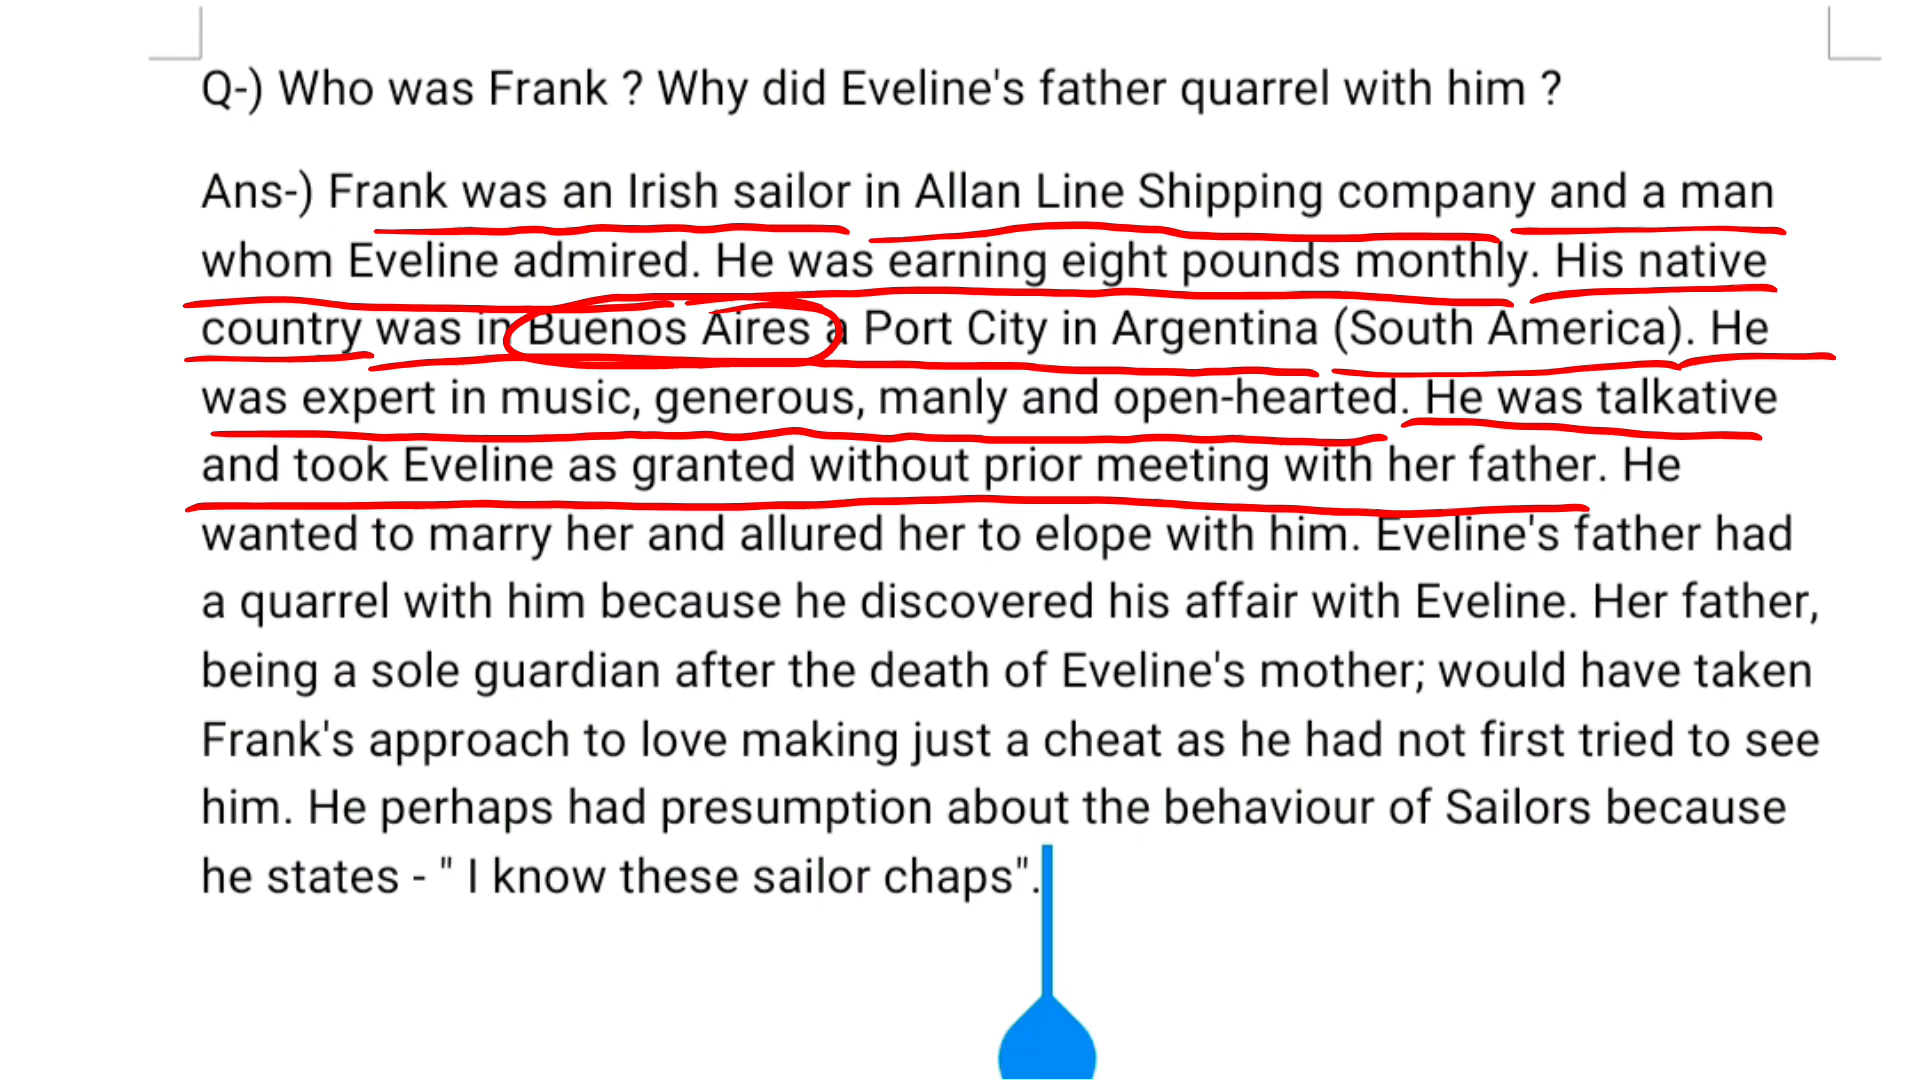 Q-) Who was Frank ? Why did Eveline's father quarrel with him ?
Ans-) Frank was an Irish sailor in Allan Line Shipping company and a man
whom Eveline admired. He was earning eight pounds monthly. His native
country was in Buenos Aires a Port City in Argentina (South America). He
was expert in music, generous, manly and open-hearted. He was talkative
and took Eveline as granted without prior meeting with her father. He
wanted to marry her and allured her to elope with him. Eveline's father had
a quarrel with him because he discovered his affair with Eveline. Her father,
being a sole guardian after the death of Eveline's mother; would have taken
Frank's approach to love making just a cheat as he had not first tried to see
him. He perhaps had presumption about the behaviour of Sailors because
he states - " I know these sailor chaps".